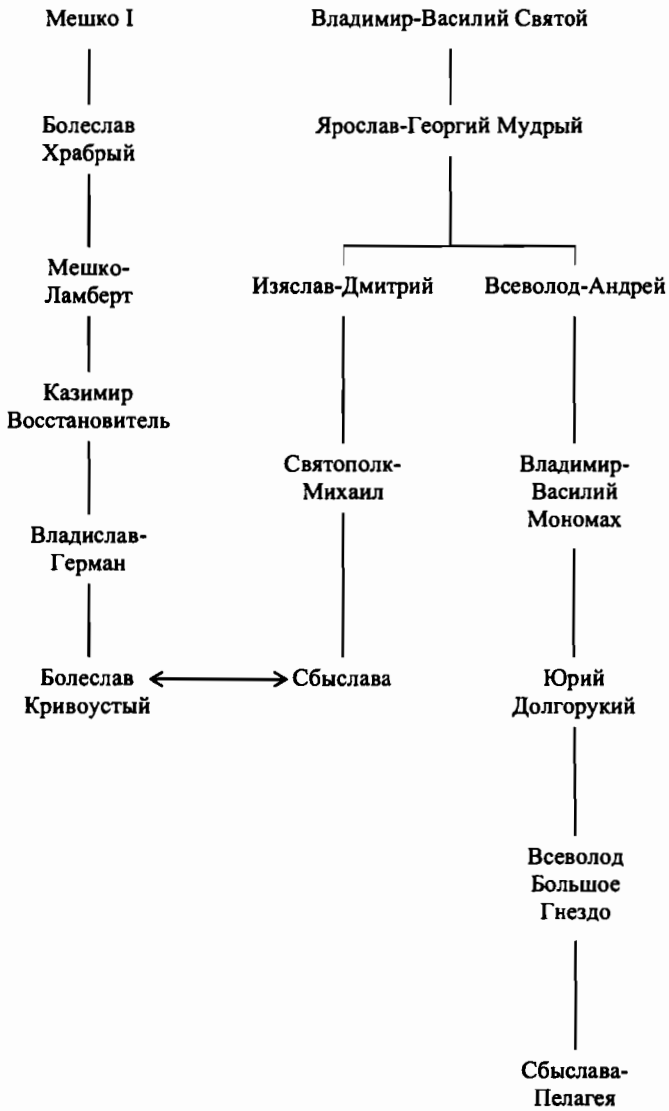 Мешко I
Владимир-Василий Святой
Болеслав
Храбрый
Ярослав-Георгий Мудрый
Мешко-
Ламберт
Изяслав-Дмитрий
Всеволод-Андрей
Казимир
Восстановитель
Святополк-
Михаил
Владимир-
Василий
Мономах
Владислав-
Герман
Болеслав
Кривоустый
Сбыслава
Юрий
Долгорукий
Всеволод
Большое
Гнездо
Сбыслава-
Пелагея